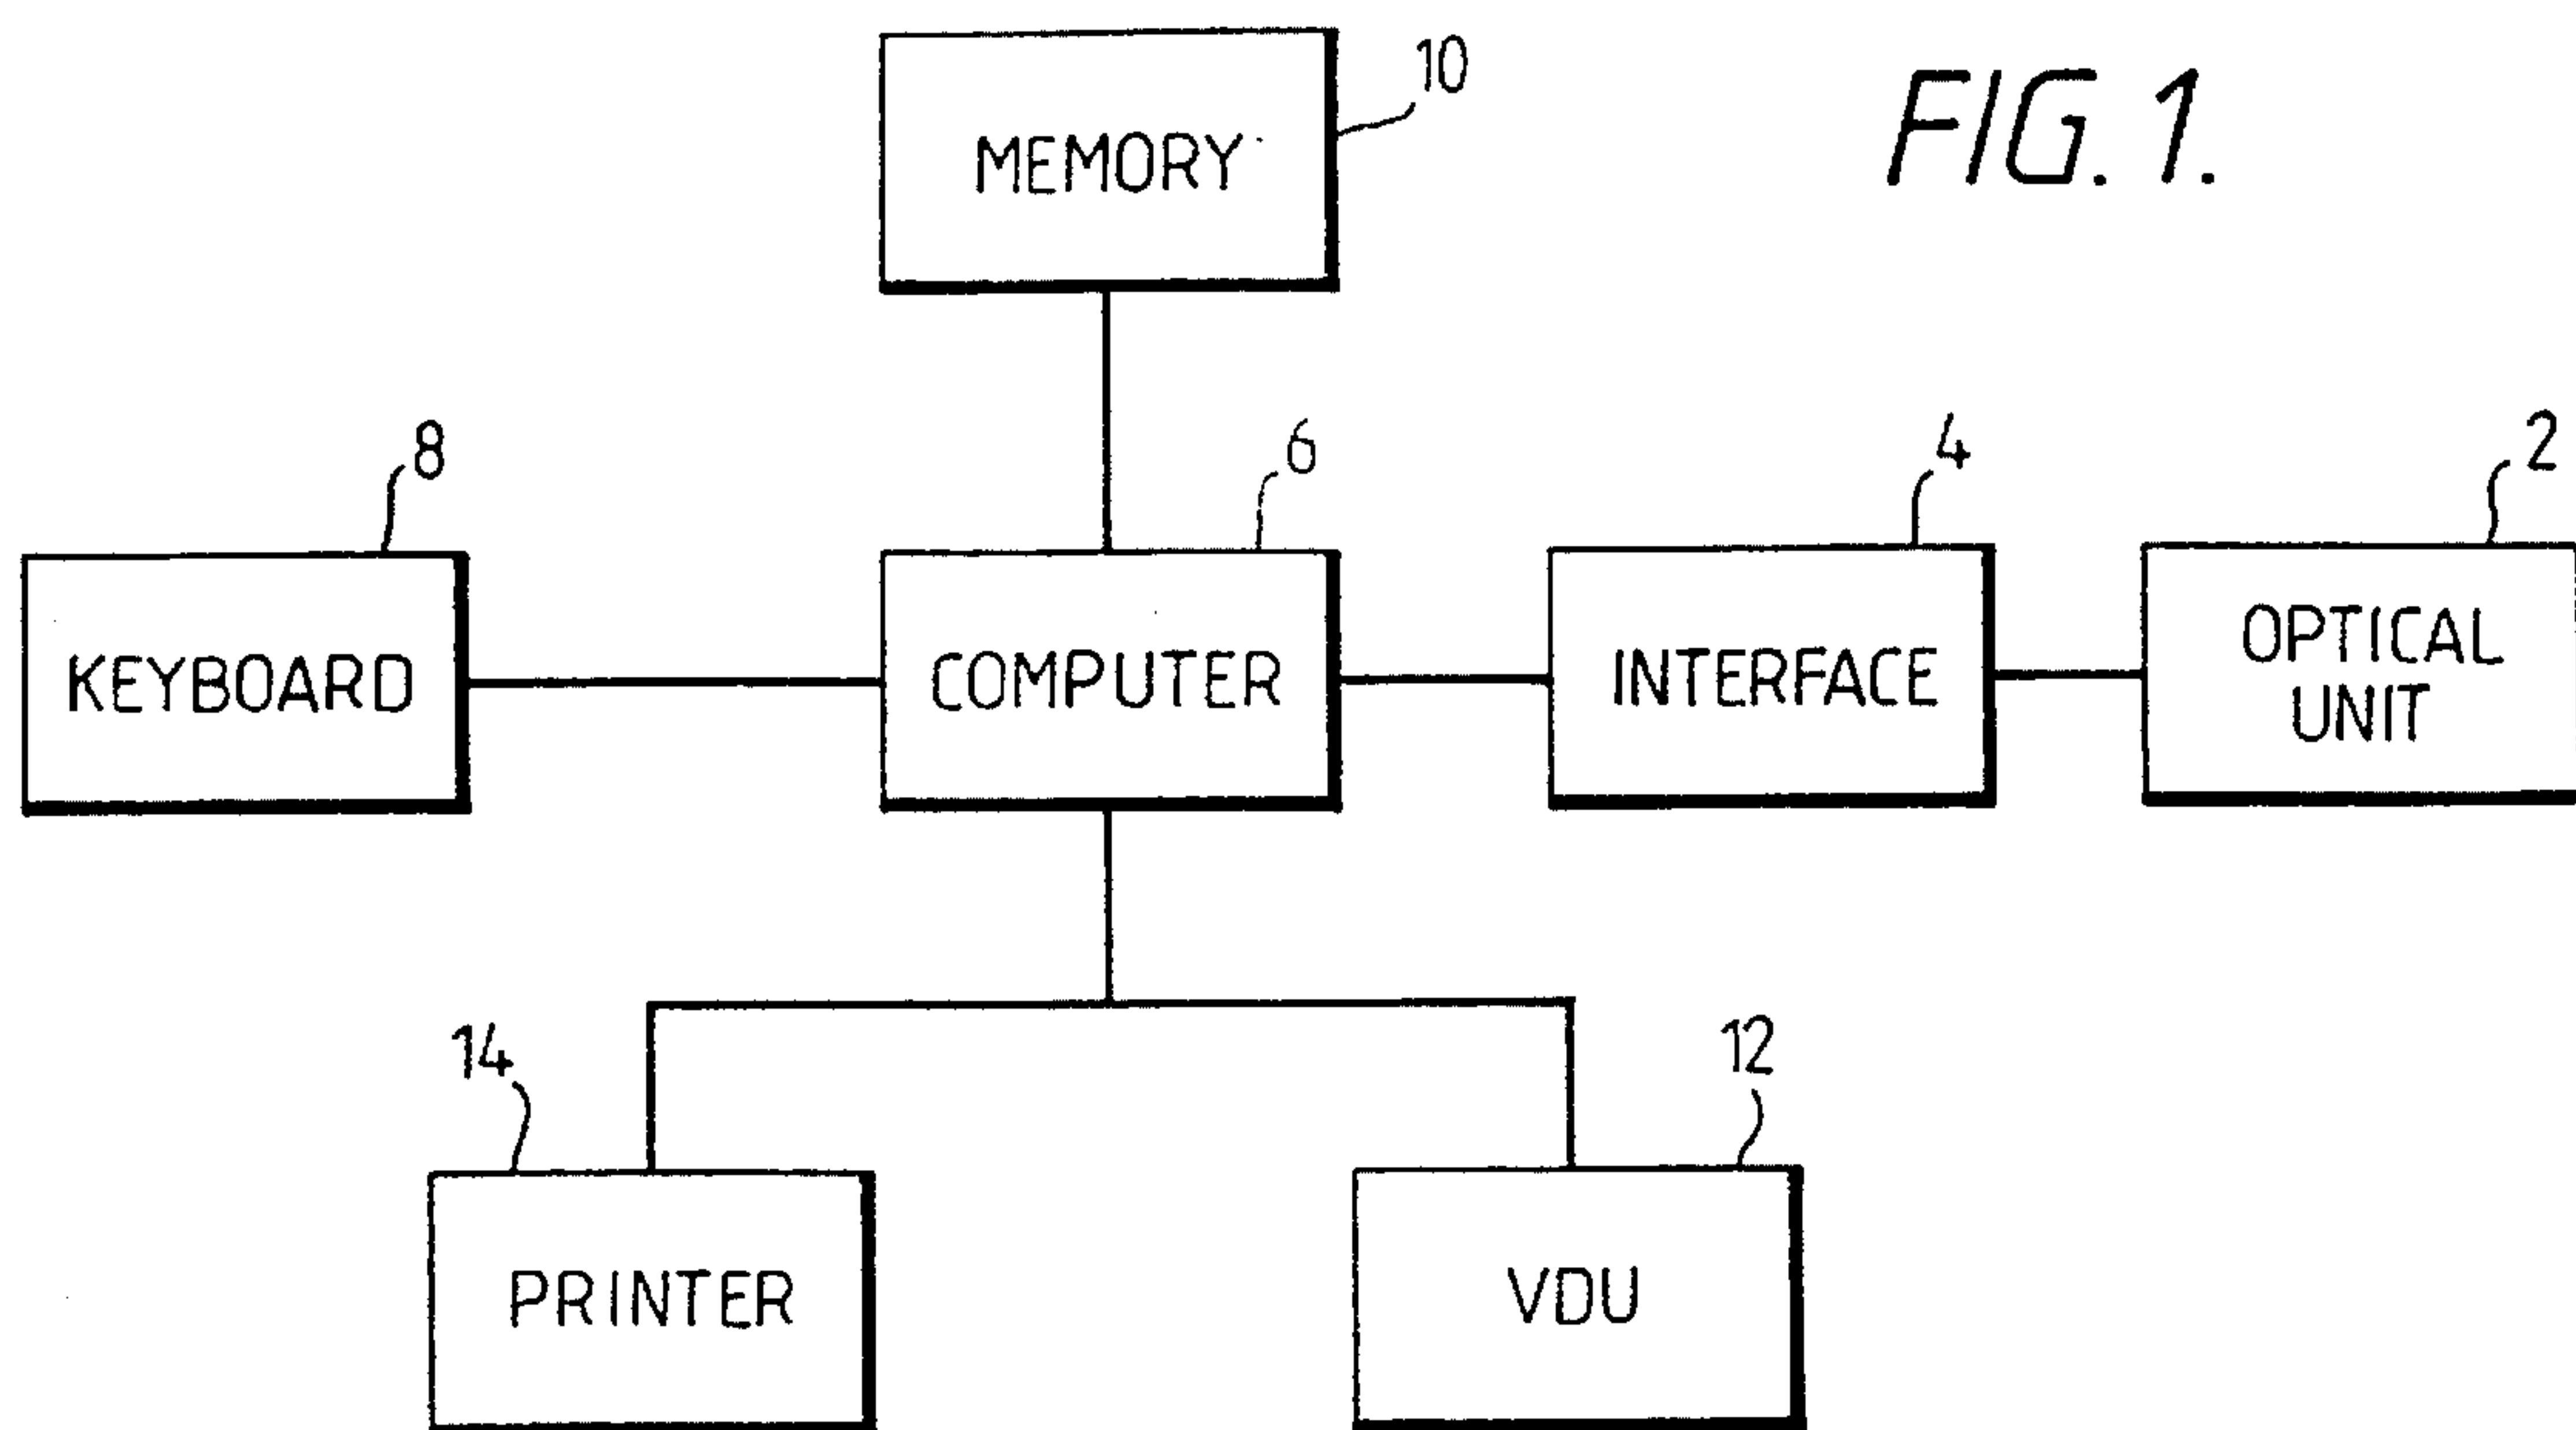 FIG. 1.
10
MEMORY
8
6
4
2
KEYBOARD
COMPUTER
INTERFACE
OPTICAL
UNIT
14
12
PRINTER
VDU